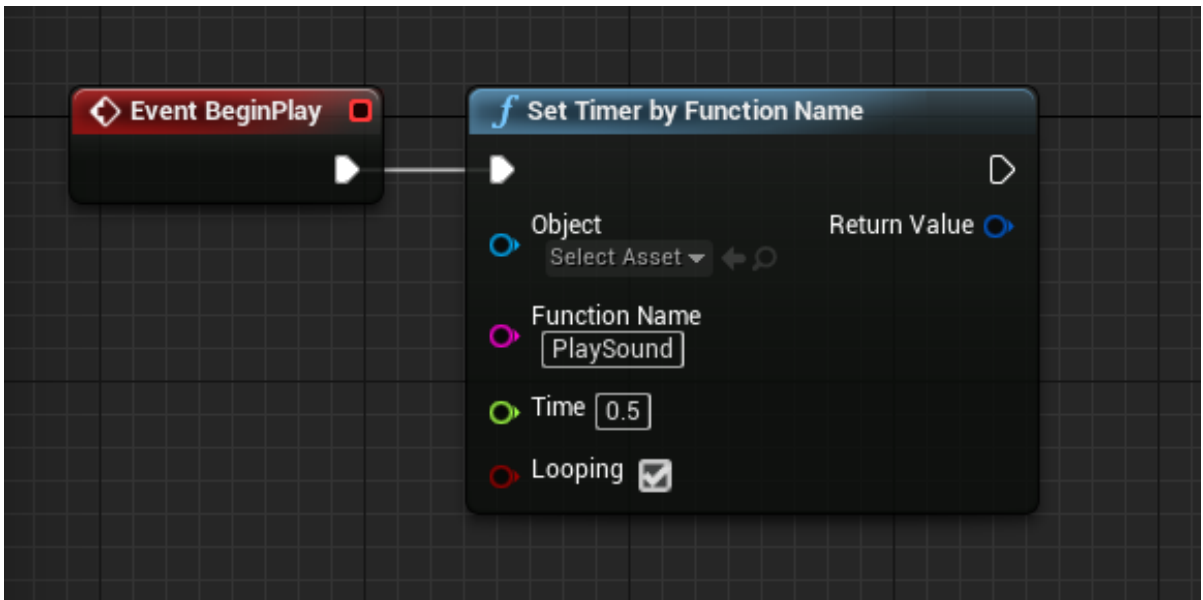 Event BeginPlay
f Set Timer by Function Name
Object
Return Value
Select Asset
Function Name
PlaySound
Time 0.5
Looping